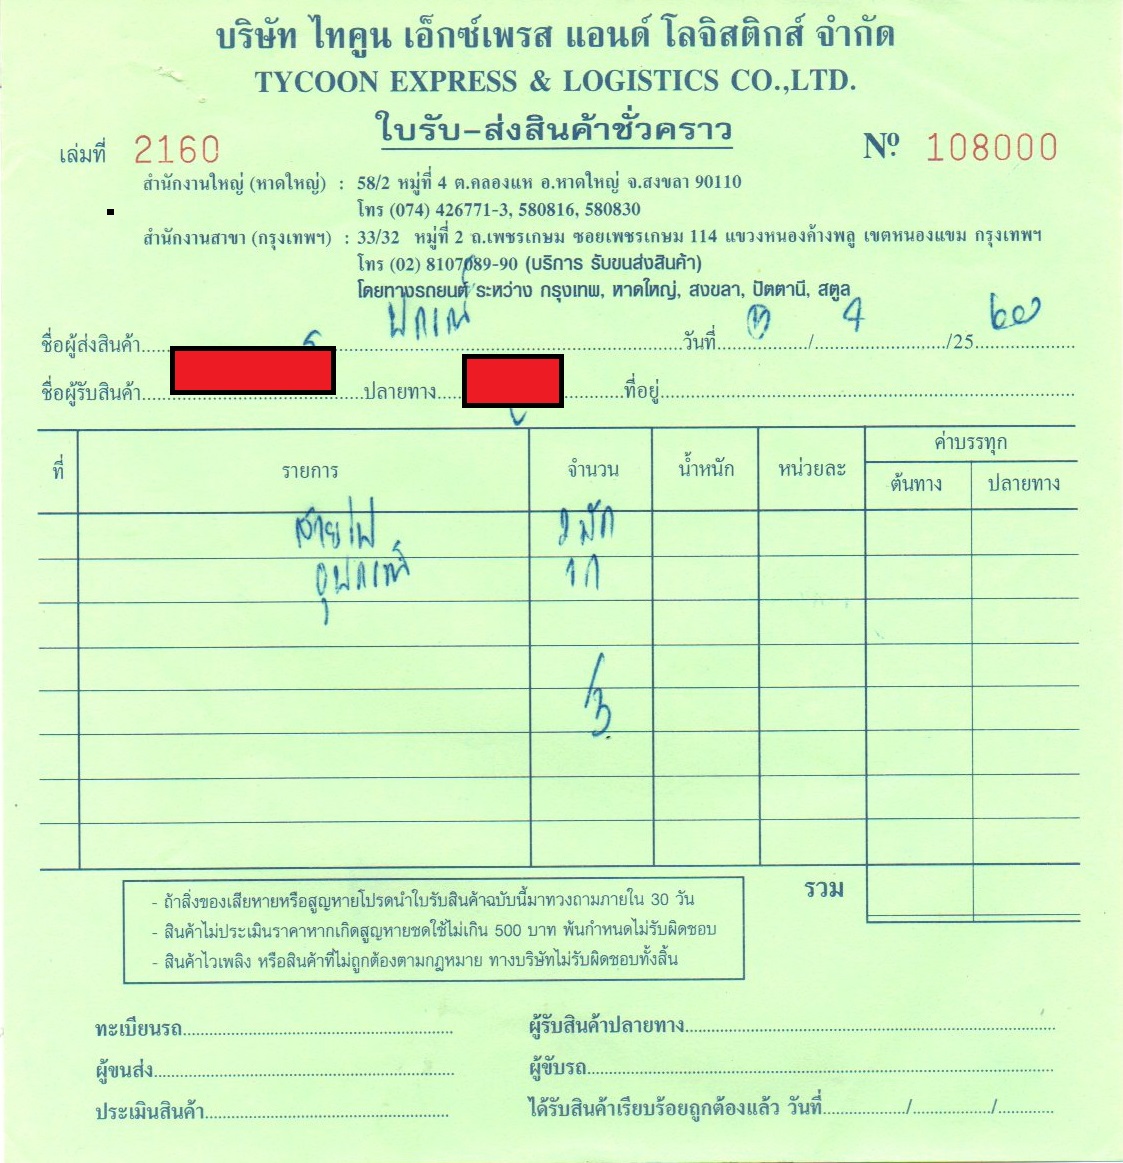 บริษัท ไทคูน เอ็กซ์เพรส แอนด์ โลจิสติกส์ จำกัด
TYCOON EXPRESS & LOGISTICS CO.,LTD.
ใบรับ-ส่งสินค้าชั่วคราว
เล่มที่ 2160 Nº 108000
สำนักงานใหญ่ (หาดใหญ่) : 58/2 หมู่ที่ 4 ต.คลองแห อ.หาดใหญ่ จ.สงขลา 90110
โทร (074) 426771-3, 580816, 580830
สำนักงานสาขา (กรุงเทพฯ) : 33/32 หมู่ที่ 2 ถ.เพชรเกษม ซอยเพชรเกษม 114 แขวงหนองค้างพลู เขตหนองแขม กรุงเทพฯ
โทร (02) 8107089-90 (บริการ รับขนส่งสินค้า)
โดยทางรถยนต์ ระหว่าง กรุงเทพ, หาดใหญ่, สงขลา, ปัตตานี, สตูล
ชื่อผู้ส่งสินค้า วันที่ / 4 /25 60
ชื่อผู้รับสินค้า ปลายทาง ที่อยู่
ที่ รายการ จำนวน น้ำหนัก หน่วยละ ค่าบรรทุก
ต้นทาง ปลายทาง
สายไฟ 2 มัด
อุปกรณ์ 1 ก
3
รวม
- ถ้าสิ่งของเสียหายหรือสูญหายโปรดนำใบรับสินค้าฉบับนี้มาทวงถามภายใน 30 วัน
- สินค้าไม่ประเมินราคาหากเกิดสูญหายชดใช้ไม่เกิน 500 บาท พ้นกำหนดไม่รับผิดชอบ
- สินค้าไวเพลิง หรือสินค้าที่ไม่ถูกต้องตามกฎหมาย ทางบริษัทไม่รับผิดชอบทั้งสิ้น
ทะเบียนรถ ผู้รับสินค้าปลายทาง
ผู้ขนส่ง ผู้ขับรถ
ประเมินสินค้า ได้รับสินค้าเรียบร้อยถูกต้องแล้ว วันที่ / /